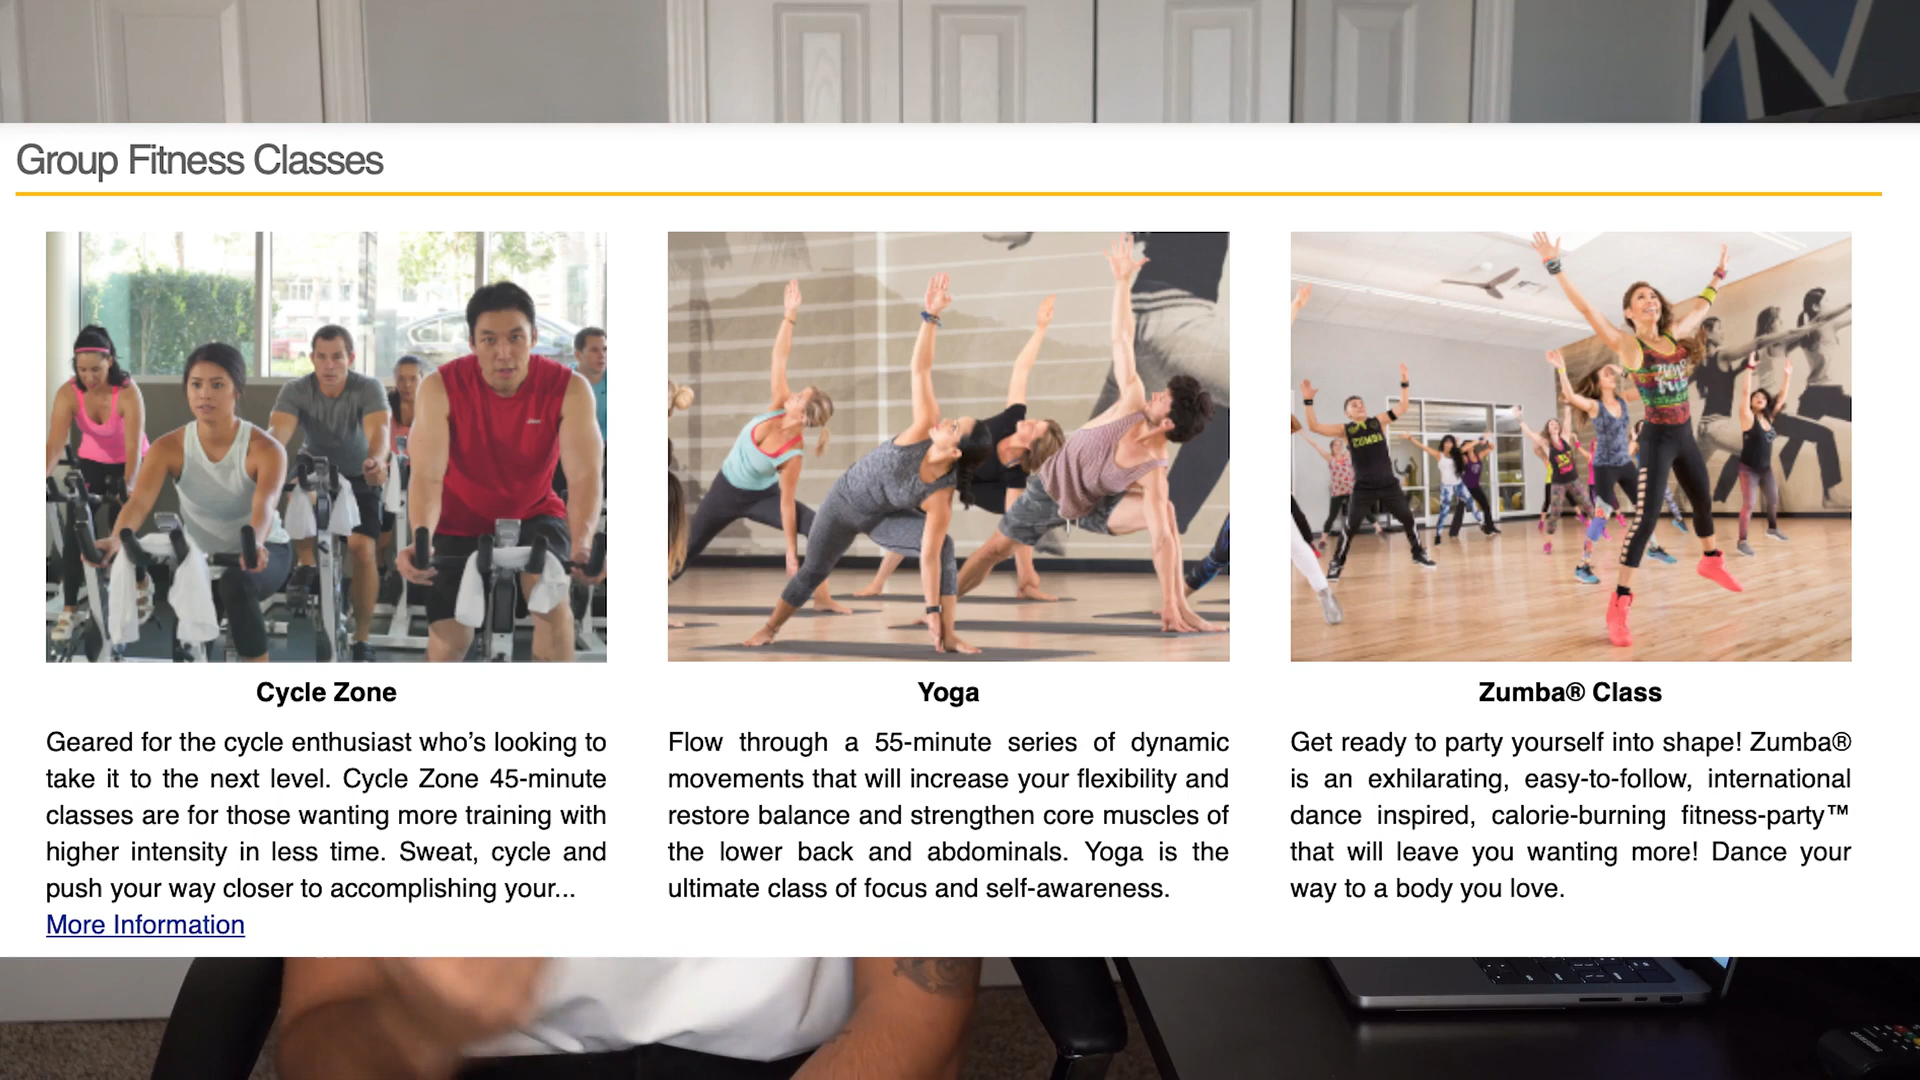 Group Fitness Classes
Cycle Zone
Geared for the cycle enthusiast who’s looking to
take it to the next level. Cycle Zone 45-minute
classes are for those wanting more training with
higher intensity in less time. Sweat, cycle and
push your way closer to accomplishing your...
More Information
Yoga
Flow through a 55-minute series of dynamic
movements that will increase your flexibility and
restore balance and strengthen core muscles of
the lower back and abdominals. Yoga is the
ultimate class of focus and self-awareness.
Zumba® Class
Get ready to party yourself into shape! Zumba®
is an exhilarating, easy-to-follow, international
dance inspired, calorie-burning fitness-party™
that will leave you wanting more! Dance your
way to a body you love.
SAMSUNG